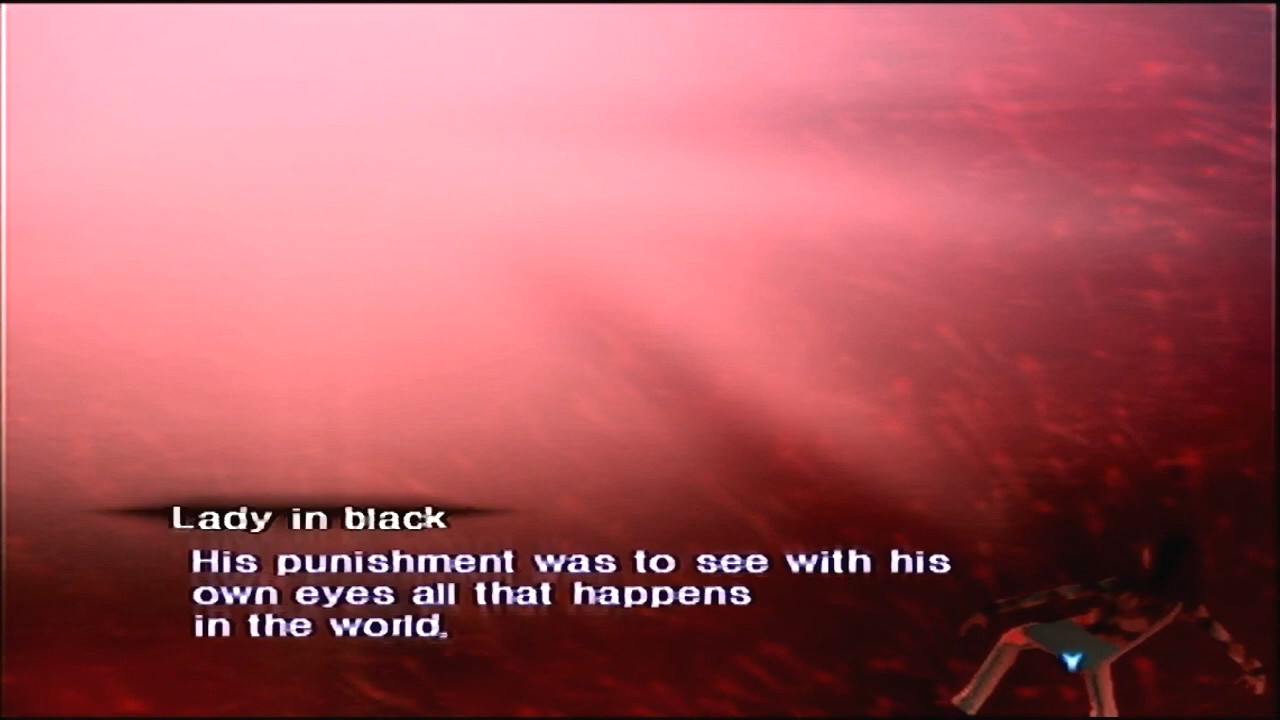 Lady in black
His punishment was to see with his
own eyes all that happens
in the world.